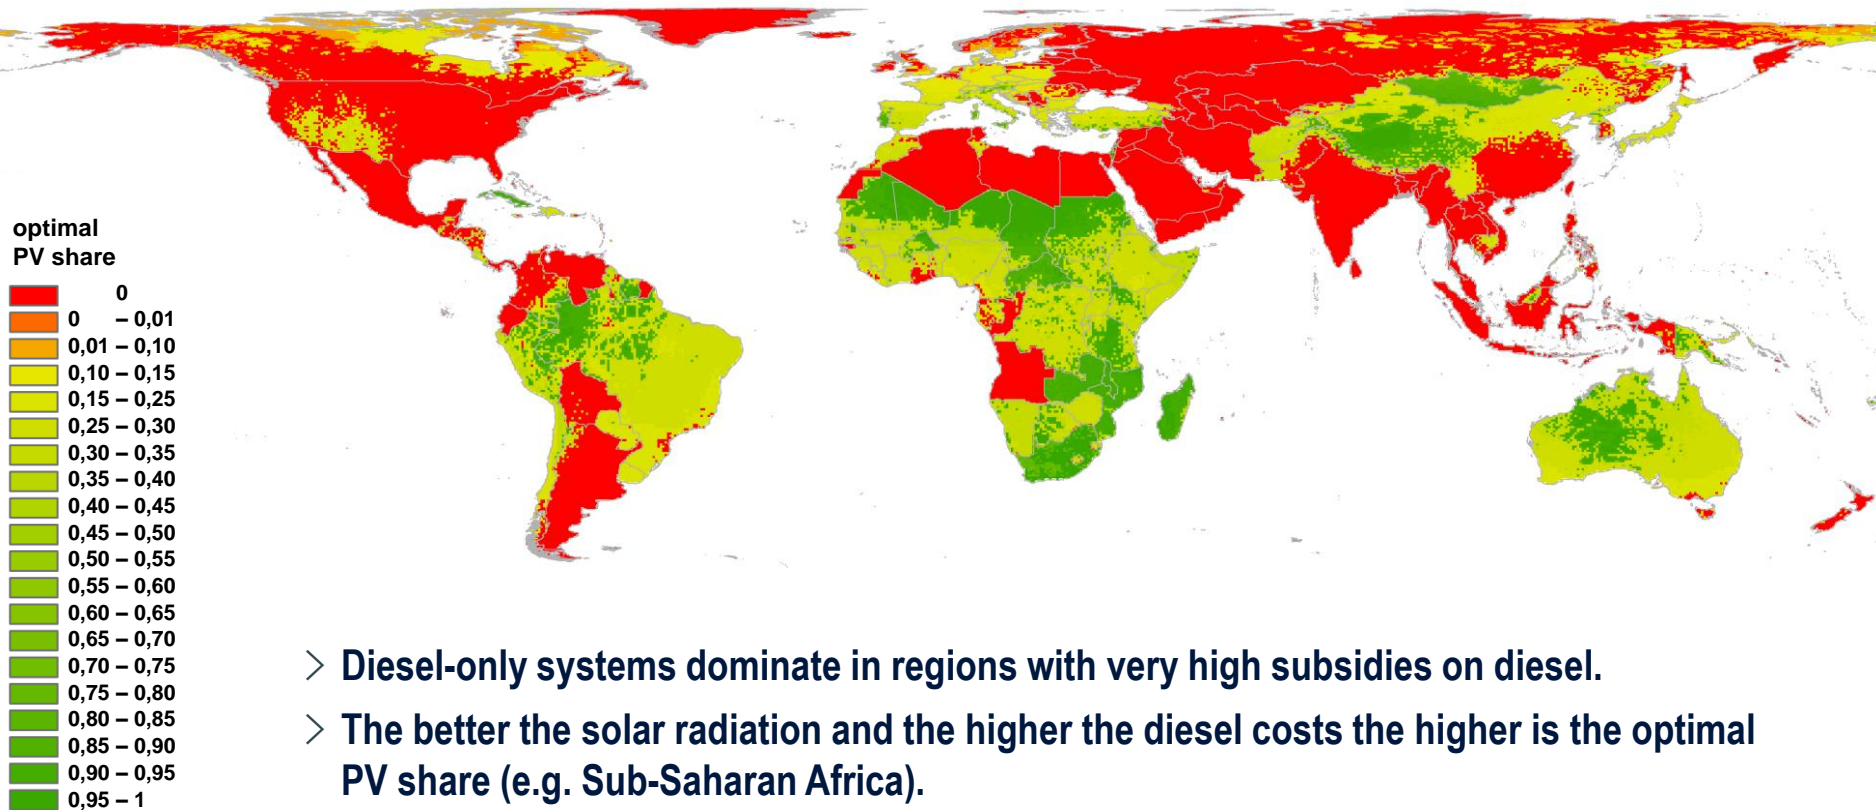 optimal
PV share
0
0 – 0,01
0,01 – 0,10
0,10 – 0,15
0,15 – 0,25
0,25 – 0,30
0,30 – 0,35
0,35 – 0,40
0,40 – 0,45
0,45 – 0,50
0,50 – 0,55
0,55 – 0,60
0,60 – 0,65
0,65 – 0,70
0,70 – 0,75
0,75 – 0,80
0,80 – 0,85
0,85 – 0,90
0,90 – 0,95
0,95 – 1
> Diesel-only systems dominate in regions with very high subsidies on diesel.
> The better the solar radiation and the higher the diesel costs the higher is the optimal
PV share (e.g. Sub-Saharan Africa).